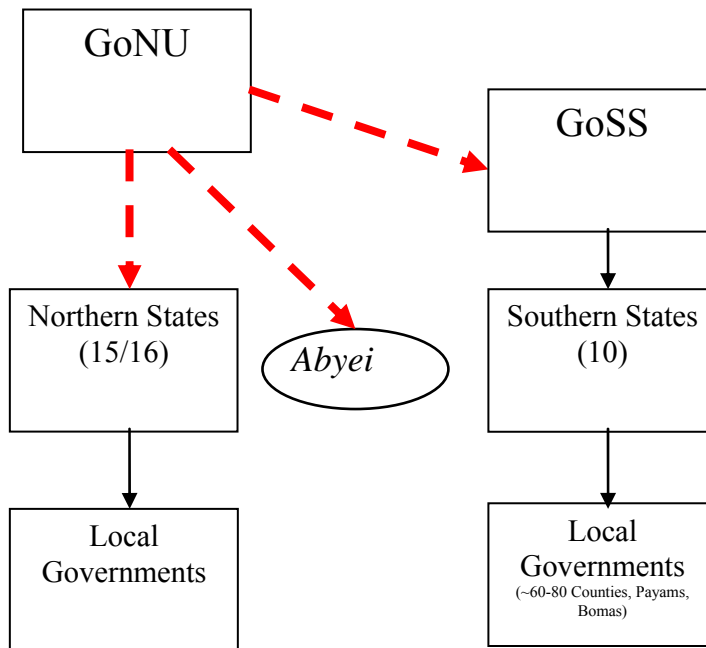 GoNU
GoSS
Northern States
(15/16)
Abyei
Southern States
(10)
Local
Governments
Local
Governments
(~60-80 Counties, Payams,
Bomas)